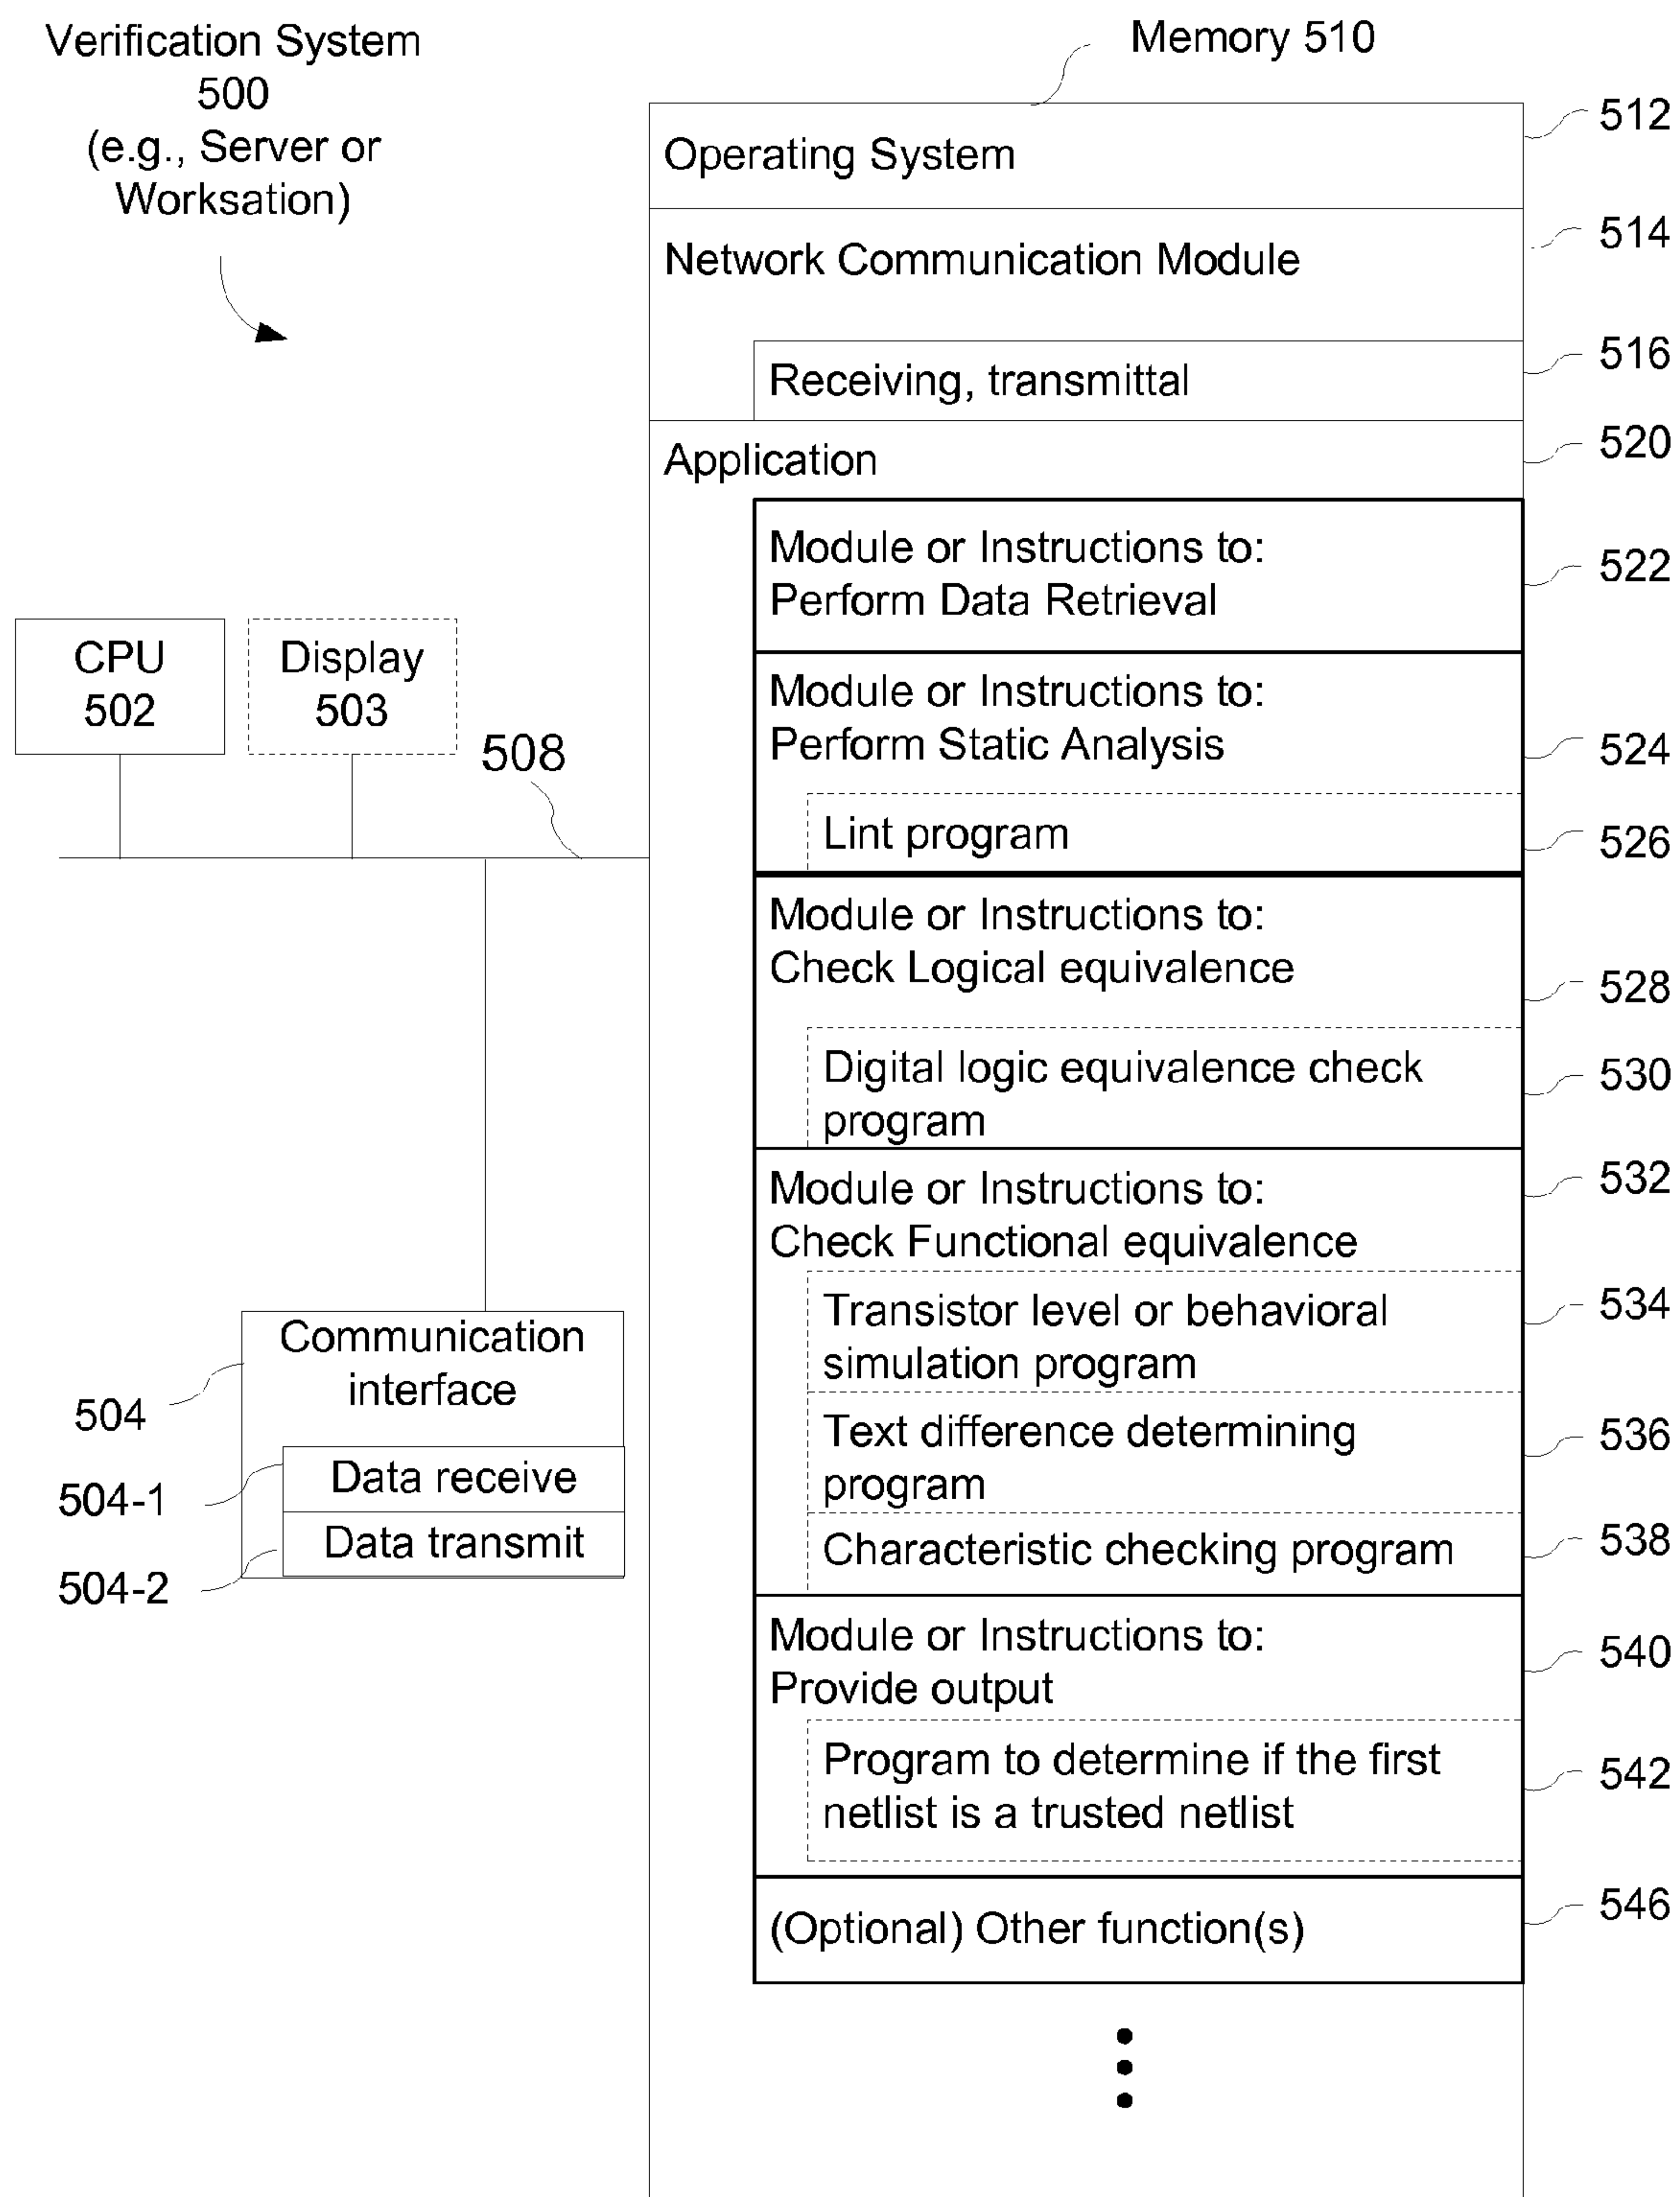 Verification System
500
(e.g., Server or
Worksation)
Memory 510
Operating System
512
Network Communication Module
514
Receiving, transmittal
516
Application
520
Module or Instructions to:
Perform Data Retrieval
522
Module or Instructions to:
Perform Static Analysis
524
Lint program
526
Module or Instructions to:
Check Logical equivalence
528
Digital logic equivalence check
program
530
Module or Instructions to:
Check Functional equivalence
532
Transistor level or behavioral
simulation program
534
Text difference determining
program
536
Characteristic checking program
538
Module or Instructions to:
Provide output
540
Program to determine if the first
netlist is a trusted netlist
542
(Optional) Other function(s)
546
CPU
502
Display
503
508
Communication
interface
504
Data receive
504-1
Data transmit
504-2